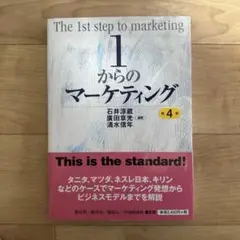 The 1st step to marketing
1
からの
マーケティング
第4版
石井淳蔵
廣田章光
清水信年
編著
This is the standard!
タニタ、マツダ、ネスレ日本、キリン
などのケースでマーケティング発想から
ビジネスモデルまでを解説